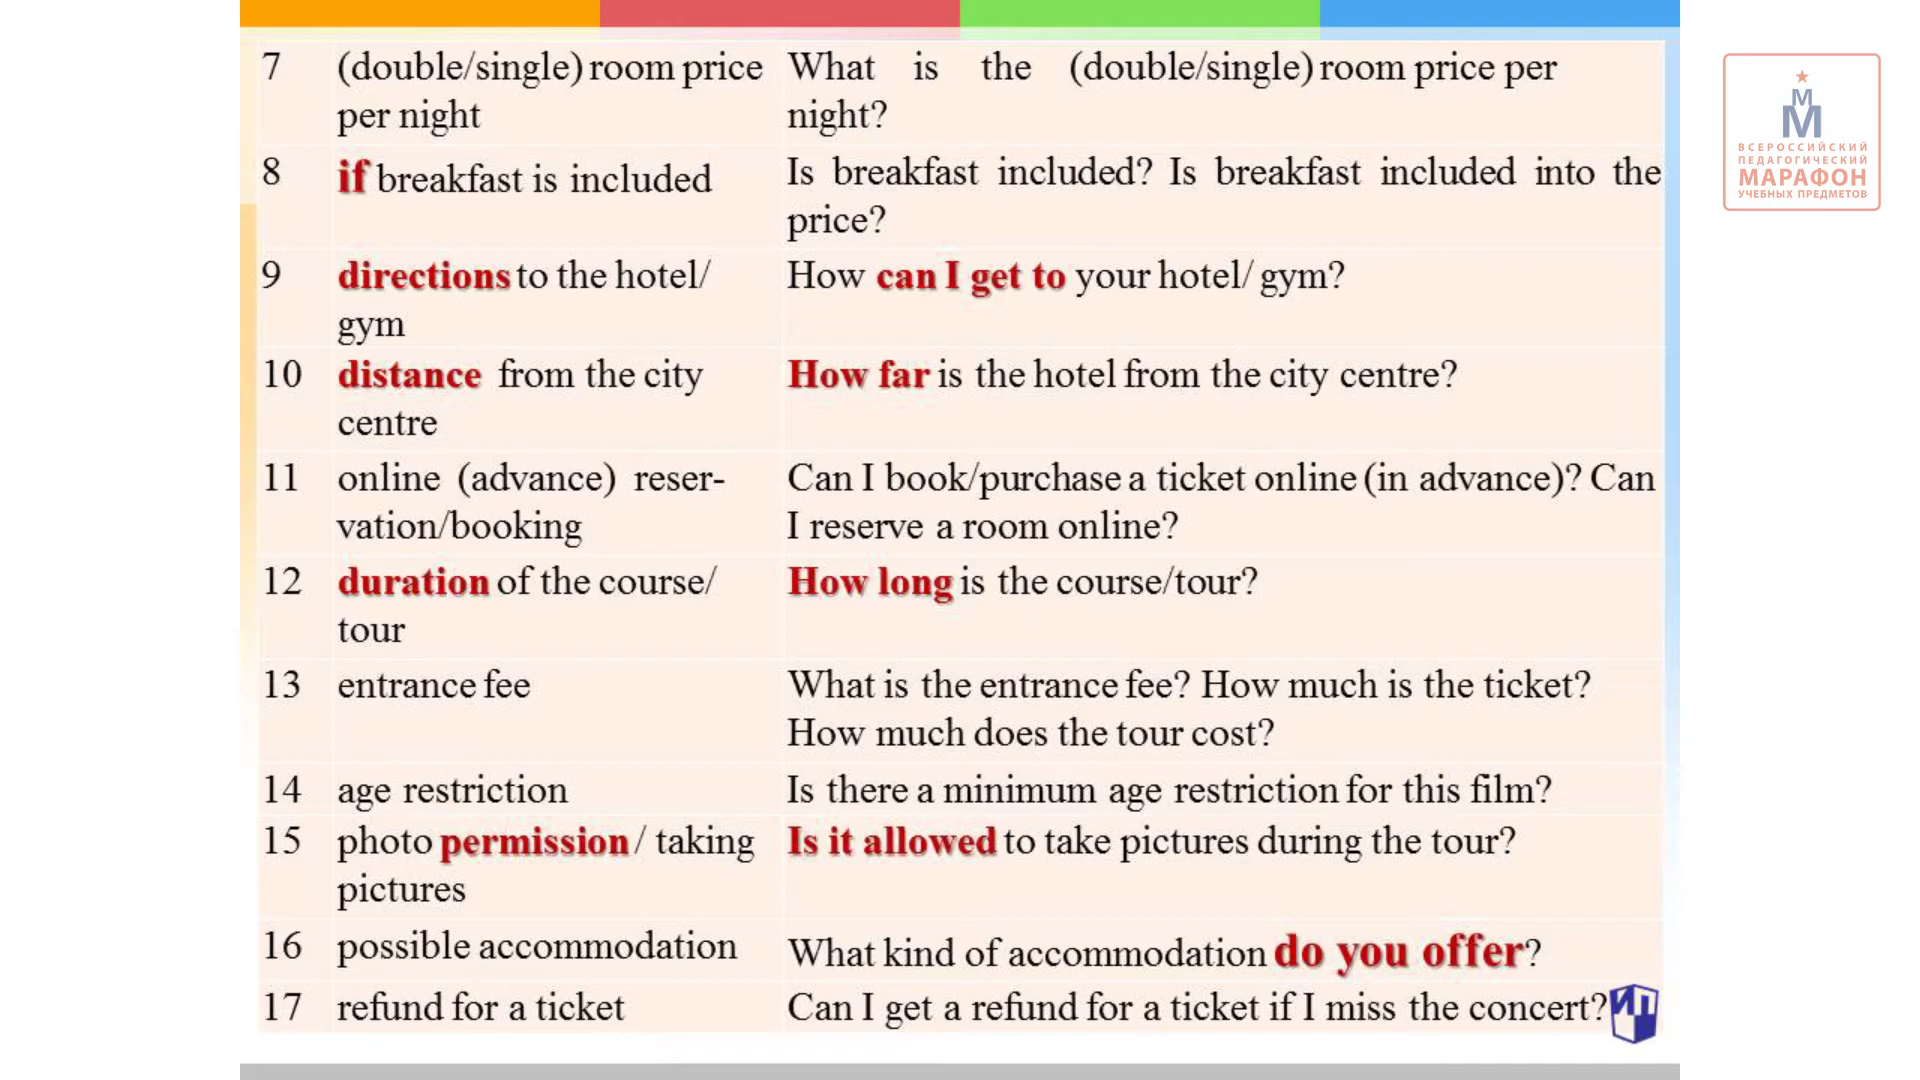 7 (double/single) room price What is the (double/single) room price per
per night night?
8 if breakfast is included Is breakfast included? Is breakfast included into the
price?
9 directions to the hotel/ How can I get to your hotel/ gym?
gym
10 distance from the city How far is the hotel from the city centre?
centre
11 online (advance) reser- Can I book/purchase a ticket online (in advance)? Can
vation/booking I reserve a room online?
12 duration of the course/ How long is the course/tour?
tour
13 entrance fee What is the entrance fee? How much is the ticket?
How much does the tour cost?
14 age restriction Is there a minimum age restriction for this film?
15 photo permission/ taking Is it allowed to take pictures during the tour?
pictures
16 possible accommodation What kind of accommodation do you offer?
17 refund for a ticket Can I get a refund for a ticket if I miss the concert?
ИП
М
М
ВСЕРОССИЙСКИЙ
ПЕДАГОГИЧЕСКИЙ
МАРАФОН
УЧЕБНЫХ ПРЕДМЕТОВ